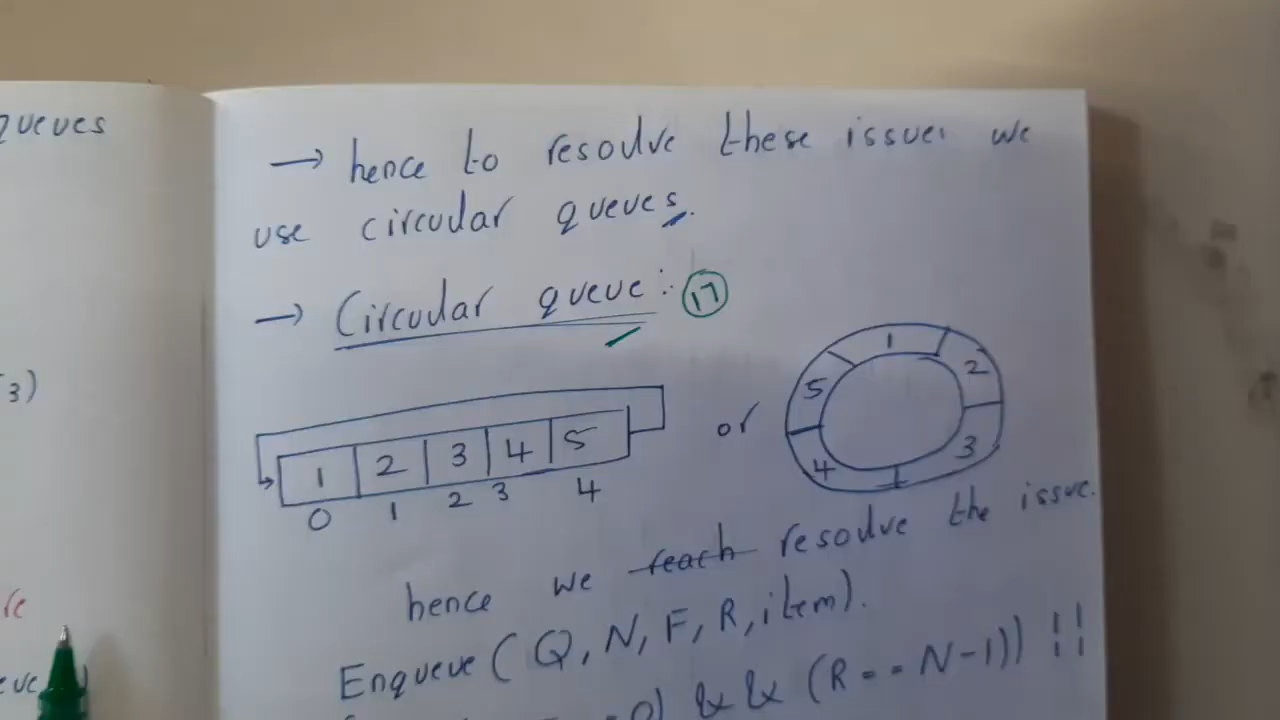 queues
→ hence to resolve these issues we
use circular queues.
→ Circular queue: 17
1 2 3 4 5
0 1 2 3 4
or
1 2 3 4 5
3)
hence we teach resolve the issue.
Enqueue (Q, N, F, R, item).
0) && (R == N-1)) ||